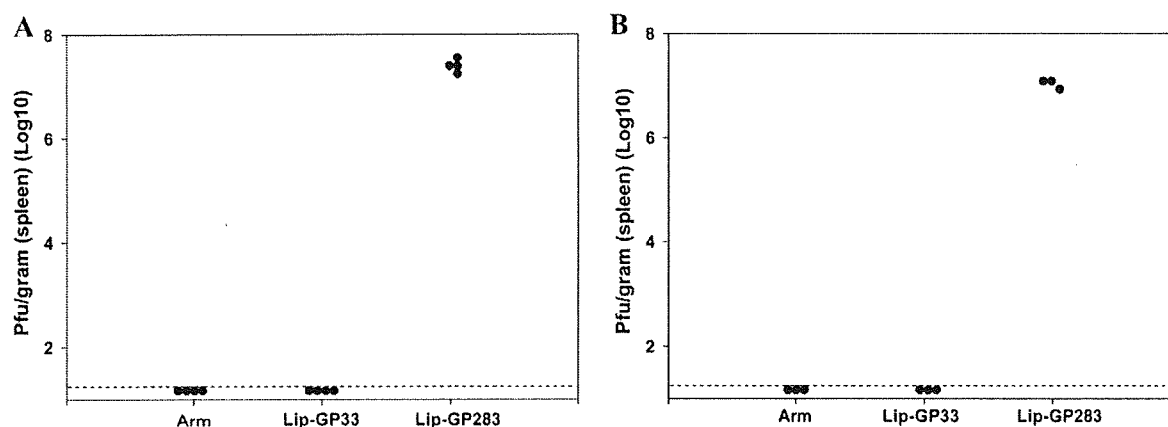 A
Pfu/gram (spleen) (Log10)
8
6
4
2
Arm
Lip-GP33
Lip-GP283
B
Pfu/gram (spleen) (Log10)
8
6
4
2
Arm
Lip-GP33
Lip-GP283